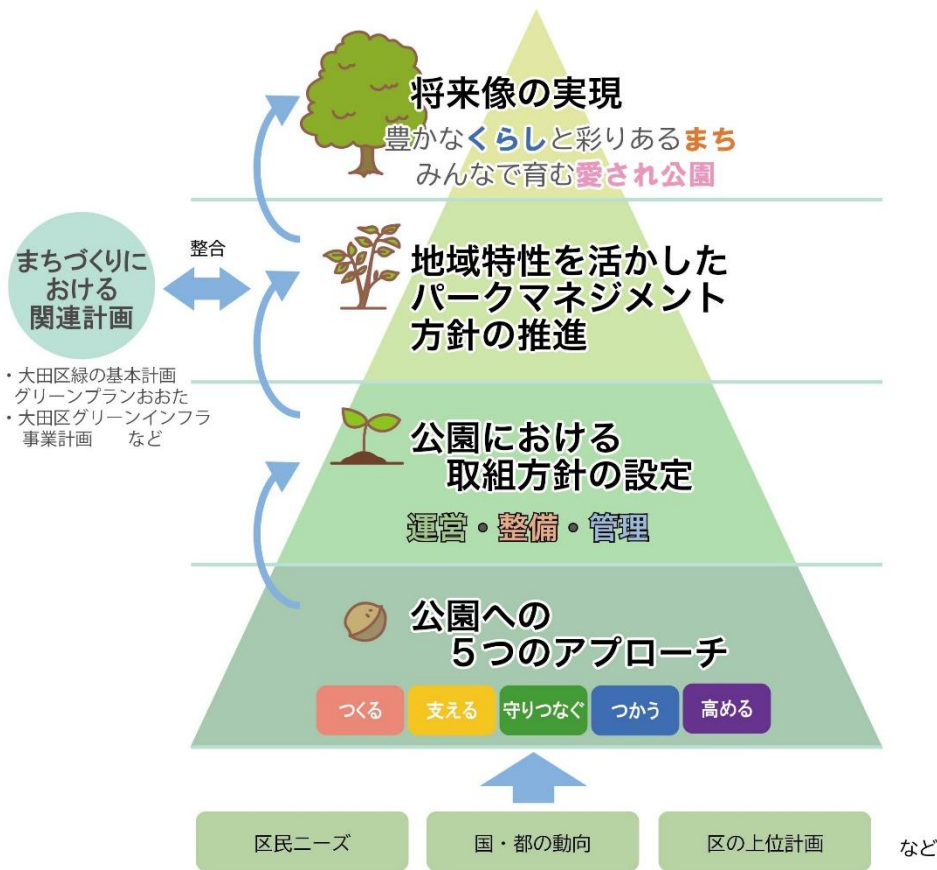 将来像の実現
豊かなくらしと彩りあるまち
みんなで育む愛され公園
まちづくりに
おける
関連計画
整合
・大田区緑の基本計画
グリーンプランおおた
・大田区グリーンインフラ
事業計画　など
地域特性を活かした
パークマネジメント
方針の推進
公園における
取組方針の設定
運営・整備・管理
公園への
５つのアプローチ
つくる
支える
守りつなぐ
つかう
高める
区民ニーズ
国・都の動向
区の上位計画
など